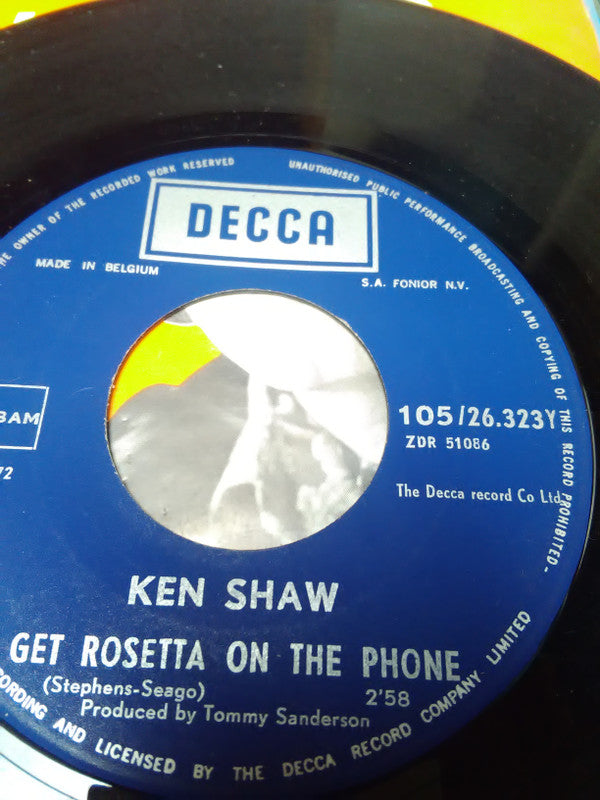 THE OWNER OF THE RECORDED WORK RESERVED
UNAUTHORISED PUBLIC PERFORMANCE BROADCASTING AND COPYING OF THIS RECORD PROHIBITED-
DECCA
MADE IN BELGIUM
S.A. FONIOR N.V.
BAM
72
105/26.323Y
ZDR 51086
The Decca record Co Ltd.
KEN SHAW
GET ROSETTA ON THE PHONE
(Stephens-Seago)
2'58
Produced by Tommy Sanderson
CORDING AND LICENSED BY THE DECCA RECORD COMPANY LIMITED